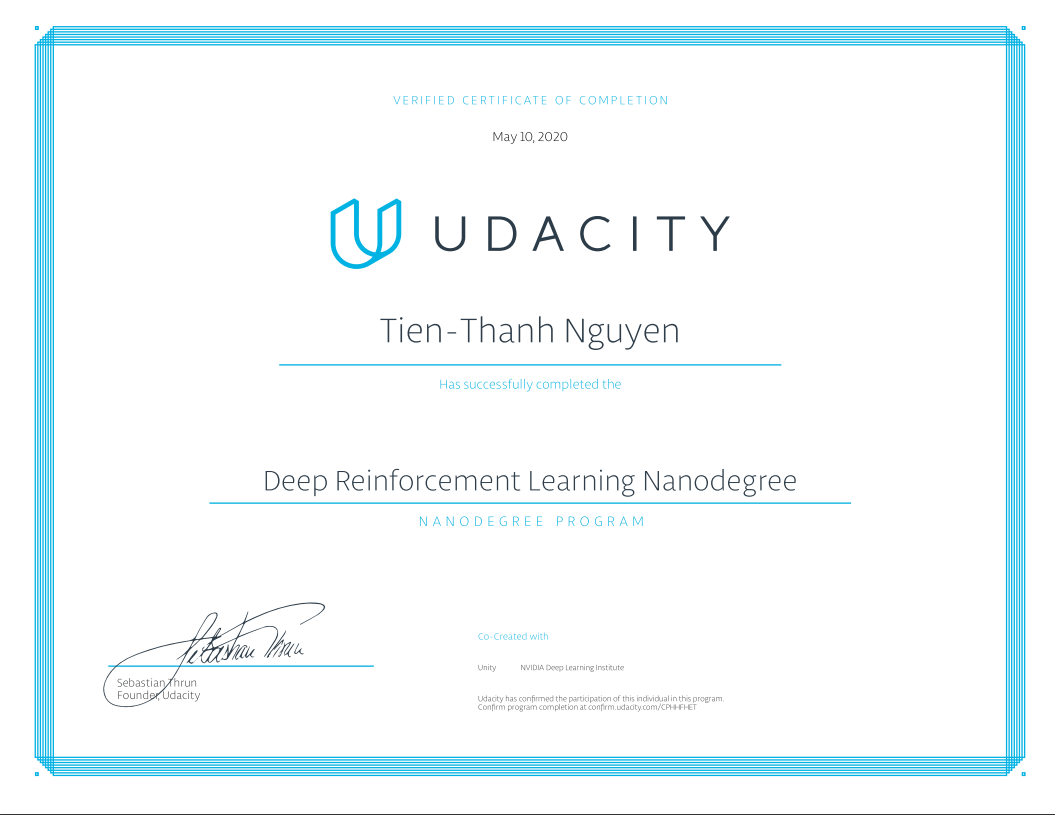 VERIFIED CERTIFICATE OF COMPLETION
May 10, 2020
UDACITY
Tien-Thanh Nguyen
Has successfully completed the
Deep Reinforcement Learning Nanodegree
NANODEGREE PROGRAM
Sebastian Thrun
Sebastian Thrun
Founder, Udacity
Co-Created with
Unity NVIDIA Deep Learning Institute
Udacity has confirmed the participation of this individual in this program.
Confirm program completion at confirm.udacity.com/CPHHFHET